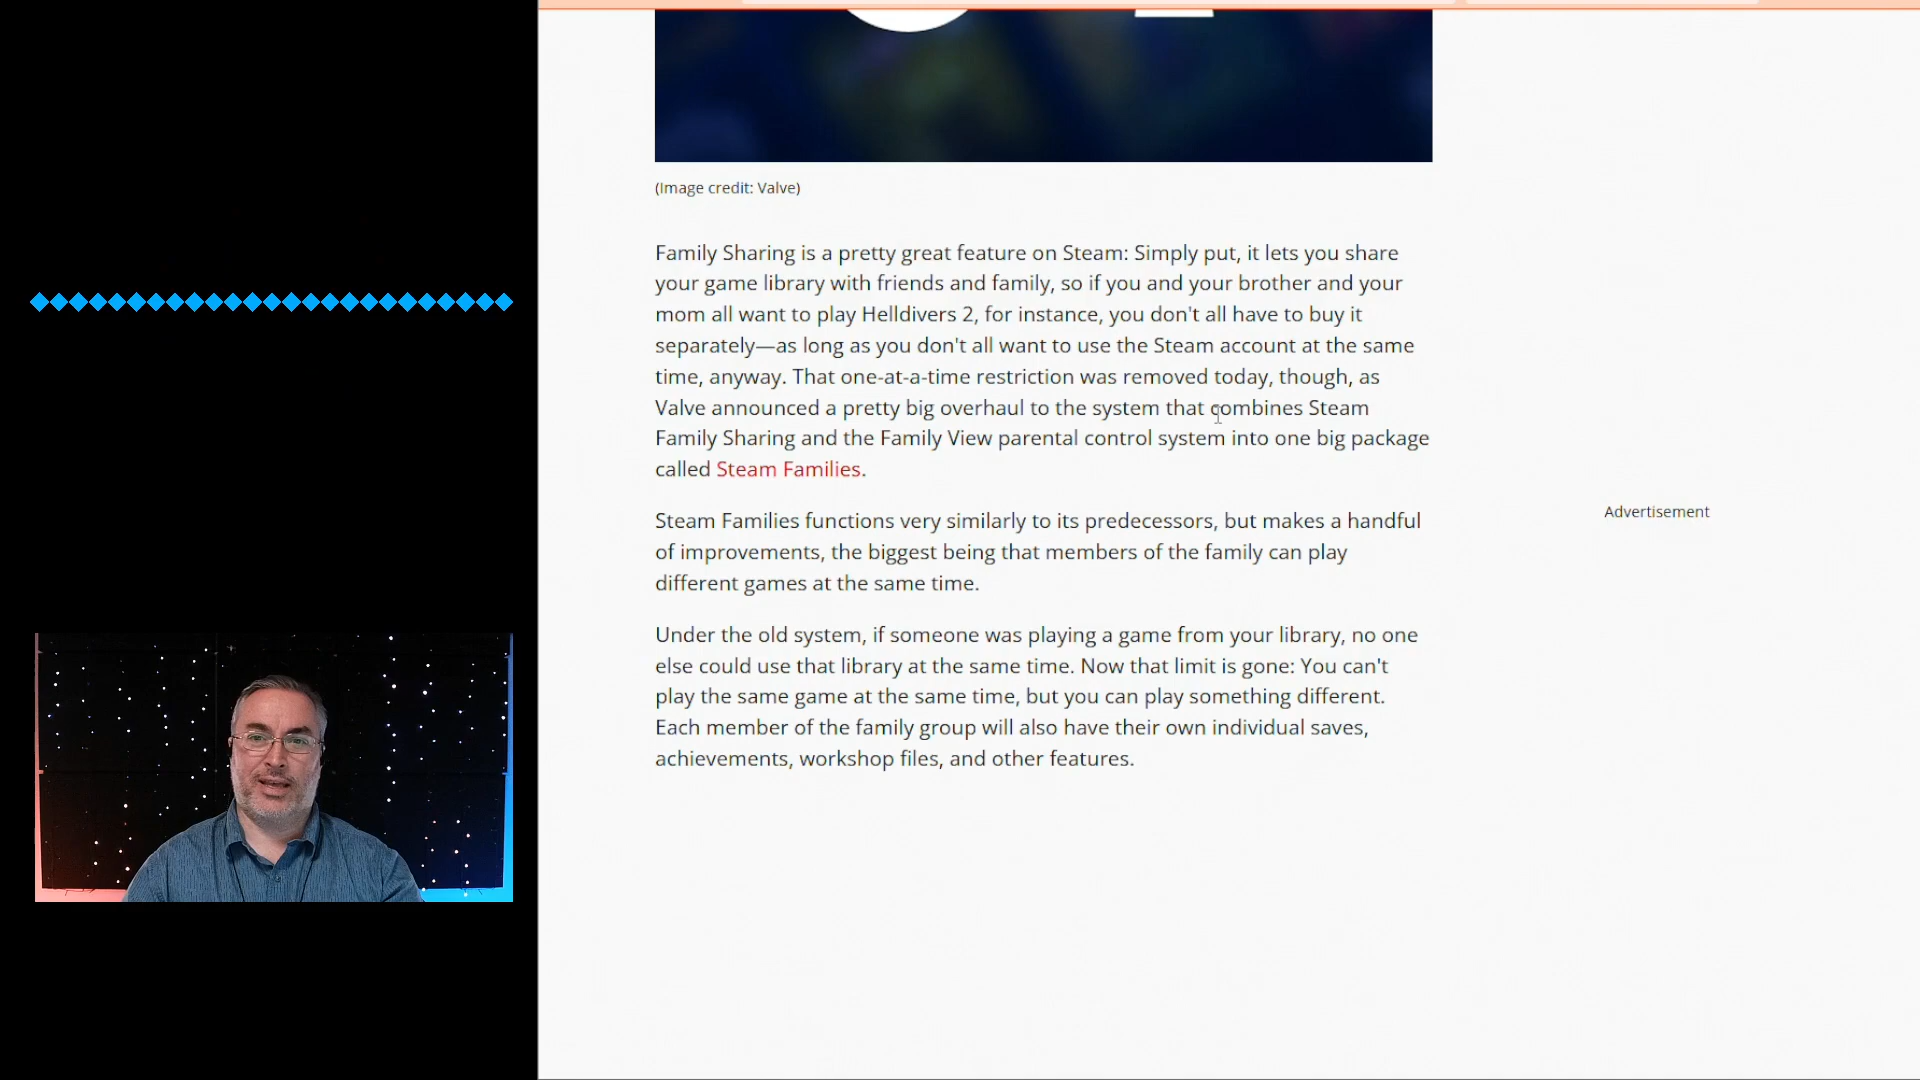 (Image credit: Valve)
Family Sharing is a pretty great feature on Steam: Simply put, it lets you share
your game library with friends and family, so if you and your brother and your
mom all want to play Helldivers 2, for instance, you don't all have to buy it
separately—as long as you don't all want to use the Steam account at the same
time, anyway. That one-at-a-time restriction was removed today, though, as
Valve announced a pretty big overhaul to the system that combines Steam
Family Sharing and the Family View parental control system into one big package
called Steam Families.
Steam Families functions very similarly to its predecessors, but makes a handful
of improvements, the biggest being that members of the family can play
different games at the same time.
Under the old system, if someone was playing a game from your library, no one
else could use that library at the same time. Now that limit is gone: You can't
play the same game at the same time, but you can play something different.
Each member of the family group will also have their own individual saves,
achievements, workshop files, and other features.
Advertisement